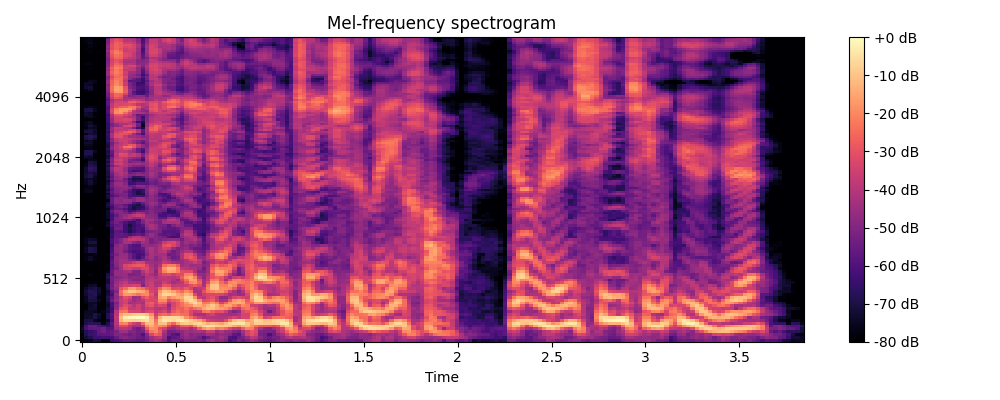 Mel-frequency spectrogram
Hz
4096
2048
1024
512
0
0
0.5
1
1.5
2
2.5
3
3.5
Time
+0 dB
-10 dB
-20 dB
-30 dB
-40 dB
-50 dB
-60 dB
-70 dB
-80 dB